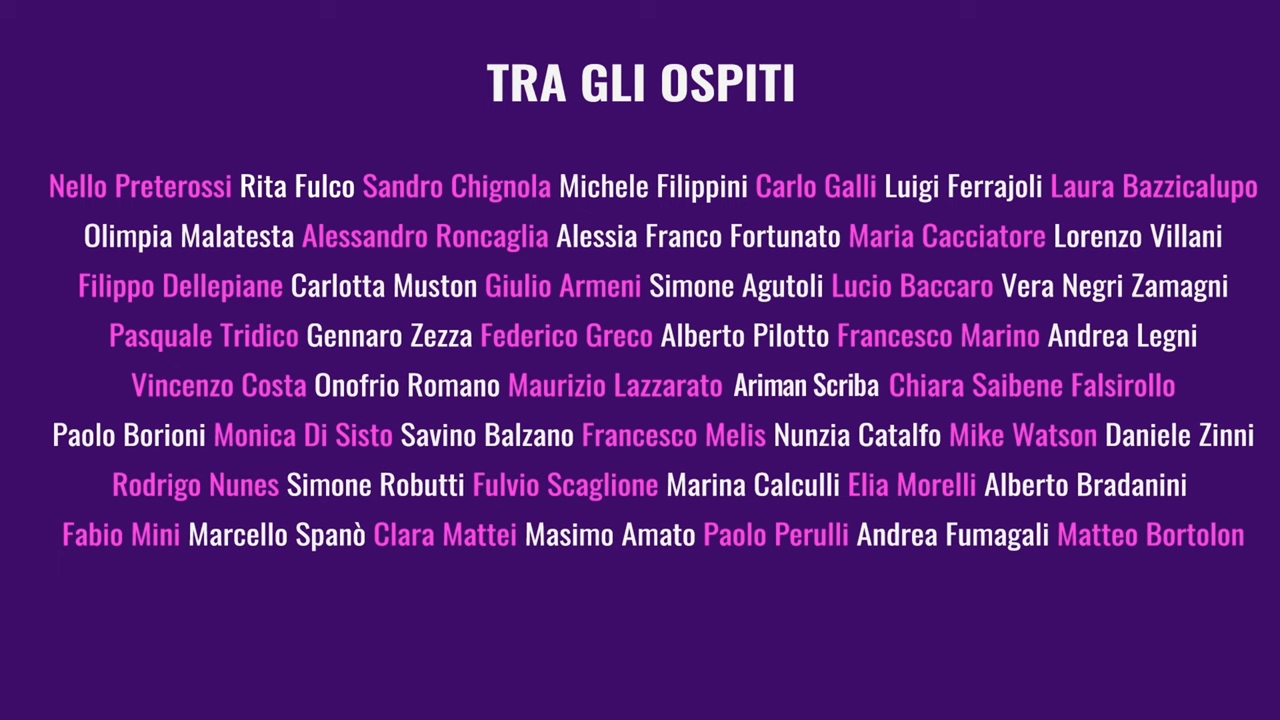 TRA GLI OSPITI
Nello Preterossi Rita Fulco Sandro Chignola Michele Filippini Carlo Galli Luigi Ferrajoli Laura Bazzicalupo
Olimpia Malatesta Alessandro Roncaglia Alessia Franco Fortunato Maria Cacciatore Lorenzo Villani
Filippo Dellepiane Carlotta Muston Giulio Armeni Simone Agutoli Lucio Baccaro Vera Negri Zamagni
Pasquale Tridico Gennaro Zezza Federico Greco Alberto Pilotto Francesco Marino Andrea Legni
Vincenzo Costa Onofrio Romano Maurizio Lazzarato Ariman Scriba Chiara Saibene Falsirollo
Paolo Borioni Monica Di Sisto Savino Balzano Francesco Melis Nunzia Catalfo Mike Watson Daniele Zinni
Rodrigo Nunes Simone Robutti Fulvio Scaglione Marina Calculli Elia Morelli Alberto Bradanini
Fabio Mini Marcello Spanò Clara Mattei Masimo Amato Paolo Perulli Andrea Fumagali Matteo Bortolon